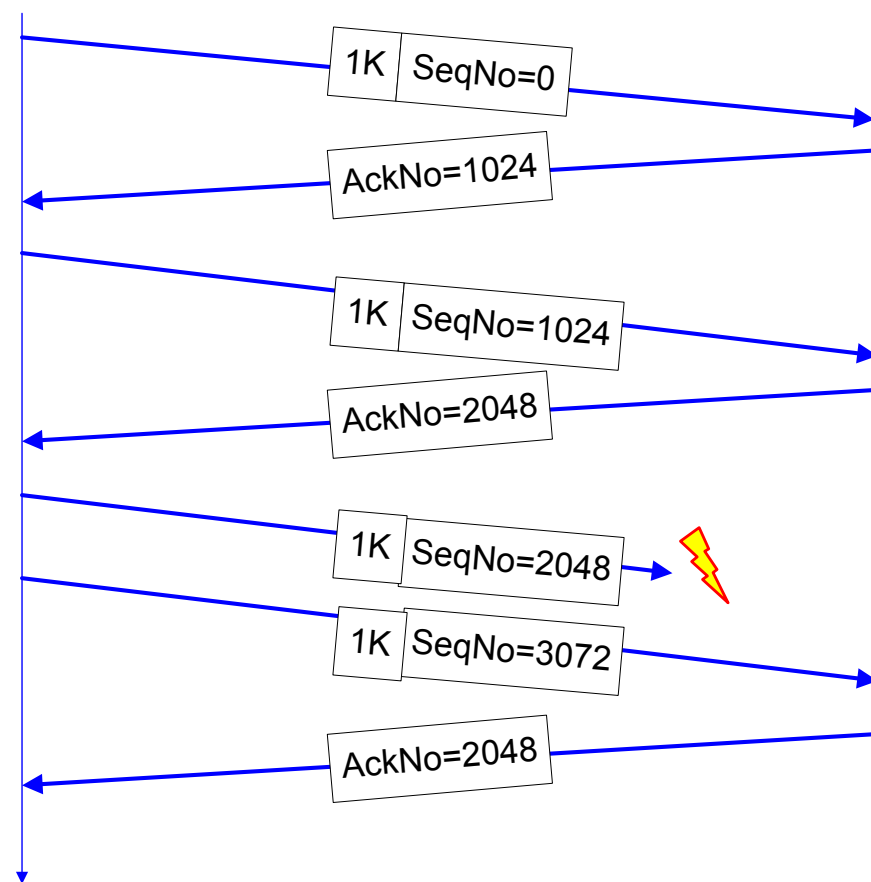 1K SeqNo=0
AckNo=1024
1K SeqNo=1024
AckNo=2048
1K SeqNo=2048
1K SeqNo=3072
AckNo=2048